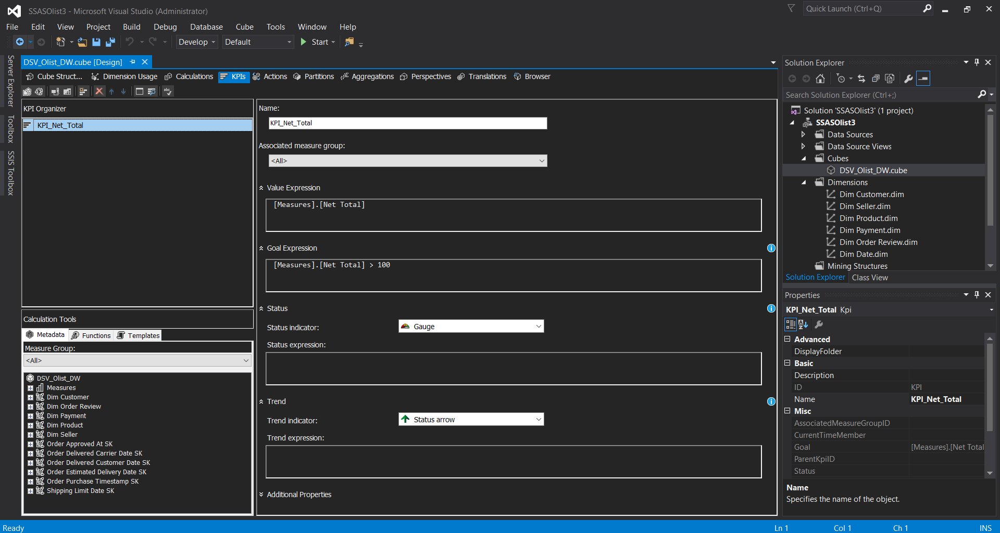 SSASOlist3 - Microsoft Visual Studio (Administrator)
Quick Launch (Ctrl+Q)
File Edit View Project Build Debug Database Cube Tools Window Help
Develop Default Start
Server Explorer
Toolbox
SSIS Toolbox
DSV_Olist_DW.cube [Design]
Cube Struct... Dimension Usage Calculations KPIs Actions Partitions Aggregations Perspectives Translations Browser
abc
KPI Organizer
KPI_Net_Total
Calculation Tools
Metadata Functions Templates
Measure Group:
<All>
DSV_Olist_DW
Measures
Dim Customer
Dim Order Review
Dim Payment
Dim Product
Dim Seller
Order Approved At SK
Order Delivered Carrier Date SK
Order Delivered Customer Date SK
Order Estimated Delivery Date SK
Order Purchase Timestamp SK
Shipping Limit Date SK
Name:
KPI_Net_Total
Associated measure group:
<All>
Value Expression
[Measures].[Net Total]
Goal Expression
[Measures].[Net Total] > 100
Status
Status indicator: Gauge
Status expression:
Trend
Trend indicator: Status arrow
Trend expression:
Additional Properties
Solution Explorer
Search Solution Explorer (Ctrl+;)
Solution 'SSASOlist3' (1 project)
SSASOlist3
Data Sources
Data Source Views
Cubes
DSV_Olist_DW.cube
Dimensions
Dim Customer.dim
Dim Seller.dim
Dim Product.dim
Dim Payment.dim
Dim Order Review.dim
Dim Date.dim
Mining Structures
Solution Explorer Class View
Properties
KPI_Net_Total Kpi
Advanced
DisplayFolder
Basic
Description
ID KPI
Name KPI_Net_Total
Misc
AssociatedMeasureGroupID
CurrentTimeMember
Goal [Measures].[Net Total
ParentKpiID
Status
Name
Specifies the name of the object.
Ready Ln 1 Col 1 Ch 1 INS